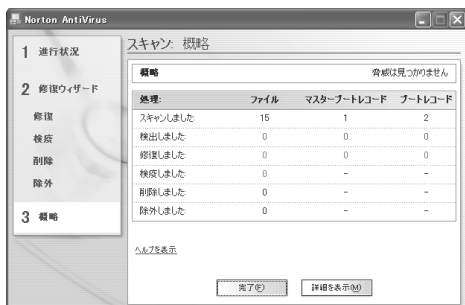 Norton AntiVirus
1 進行状況
2 修復ウィザード
修復
検疫
削除
除外
3 概略
スキャン: 概略
概略 脅威は見つかりません
処理: ファイル マスターブートレコード ブートレコード
スキャンしました: 15 1 2
検出しました: 0 0 0
修復しました: 0 0 0
検疫しました: 0 - -
削除しました: 0 - -
除外しました: 0 - -
ヘルプを表示
完了(F) 詳細を表示(M)